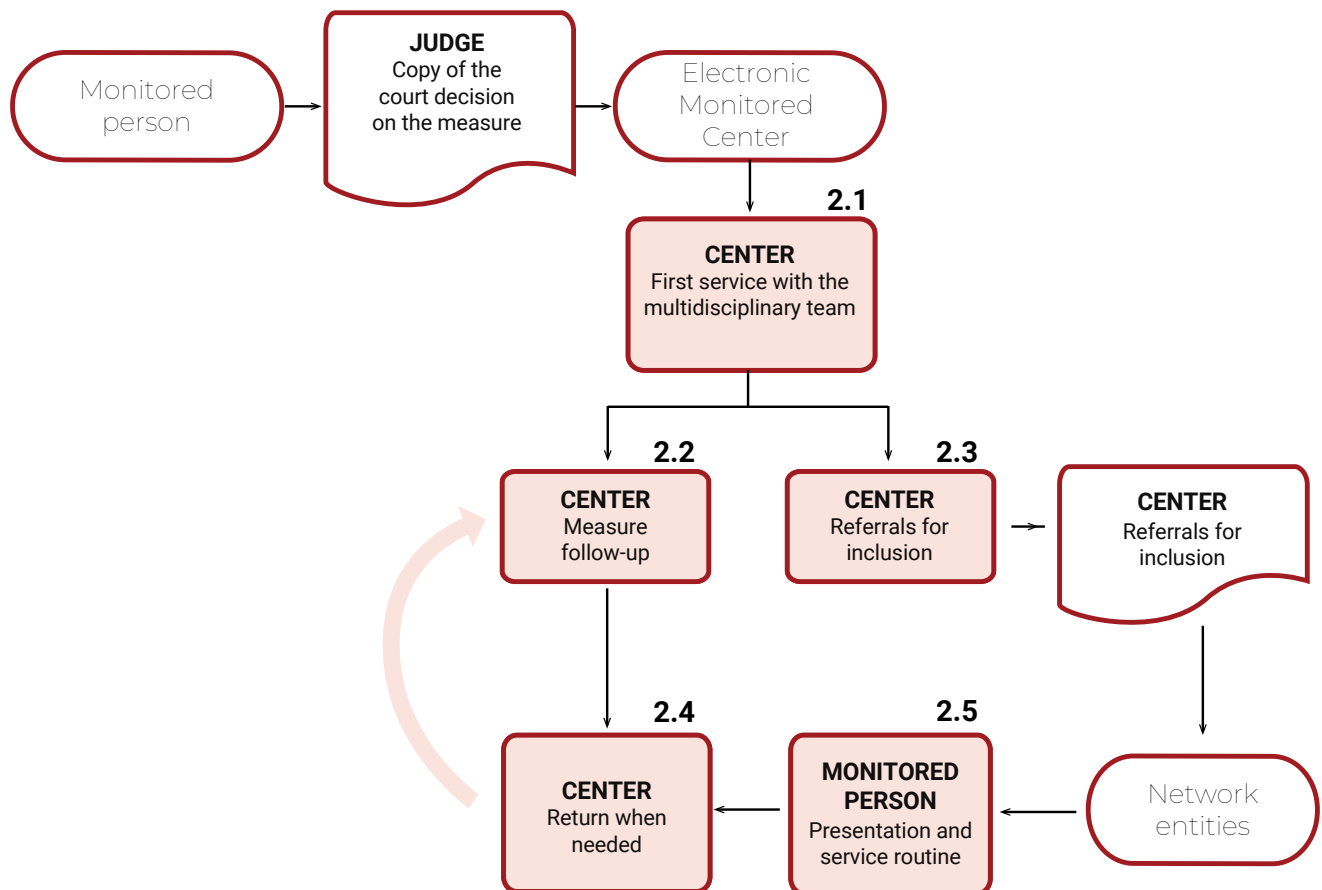 Monitored
person
JUDGE
Copy of the
court decision
on the measure
Electronic
Monitored
Center
2.1
CENTER
First service with the
multidisciplinary team
2.2
CENTER
Measure
follow-up
2.3
CENTER
Referrals for
inclusion
CENTER
Referrals for
inclusion
2.4
CENTER
Return when
needed
2.5
MONITORED
PERSON
Presentation and
service routine
Network
entities